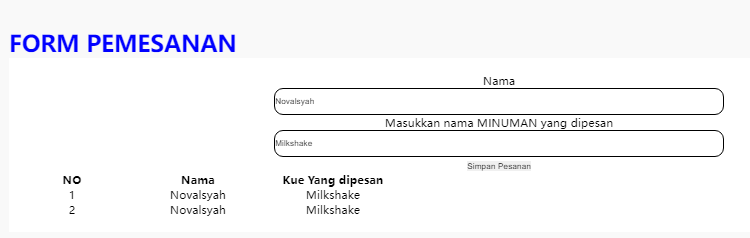 FORM PEMESANAN
Nama
Novalsyah
Masukkan nama MINUMAN yang dipesan
Milkshake
Simpan Pesanan
NO Nama Kue Yang dipesan
1 Novalsyah Milkshake
2 Novalsyah Milkshake